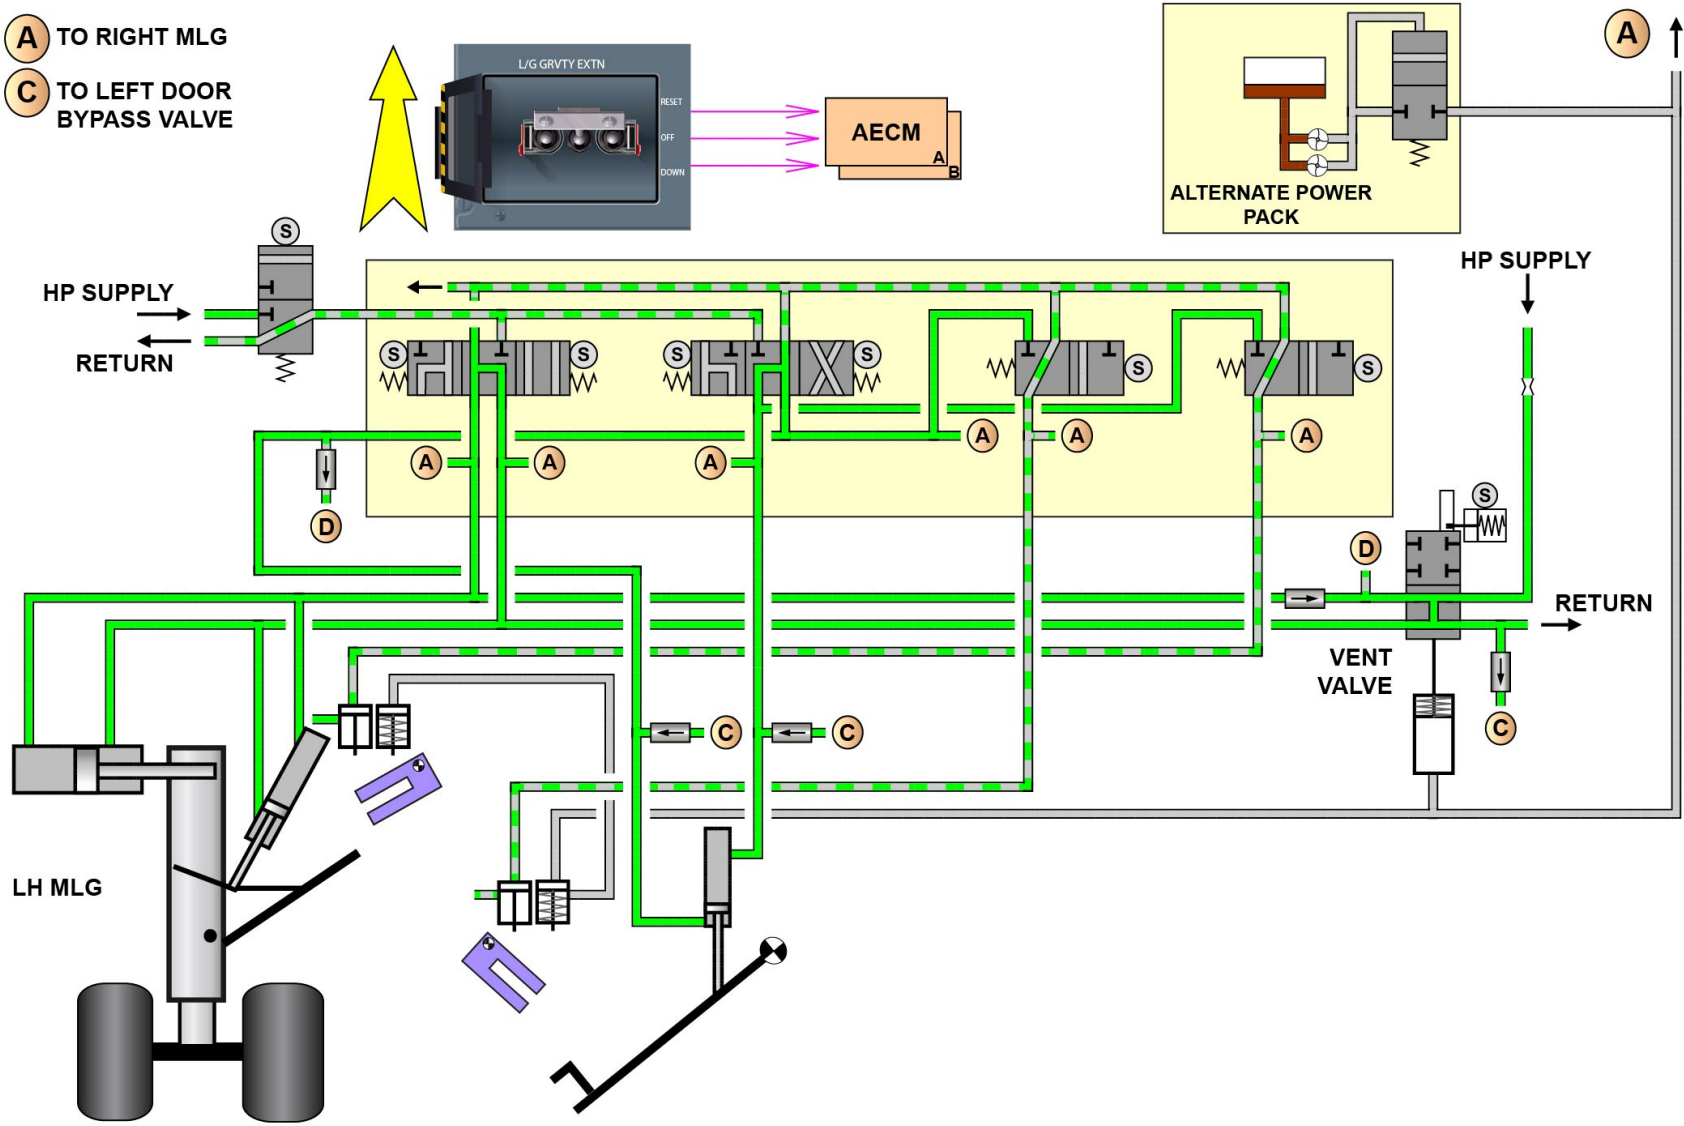 A TO RIGHT MLG
C TO LEFT DOOR
BYPASS VALVE
L/G GRVTY EXTN
RESET
OFF
DOWN
AECM
A
B
ALTERNATE POWER
PACK
A
S
HP SUPPLY
RETURN
HP SUPPLY
S
S
S
S
S
S
A
A
A
A
A
A
D
S
D
RETURN
VENT
VALVE
C
C
C
LH MLG